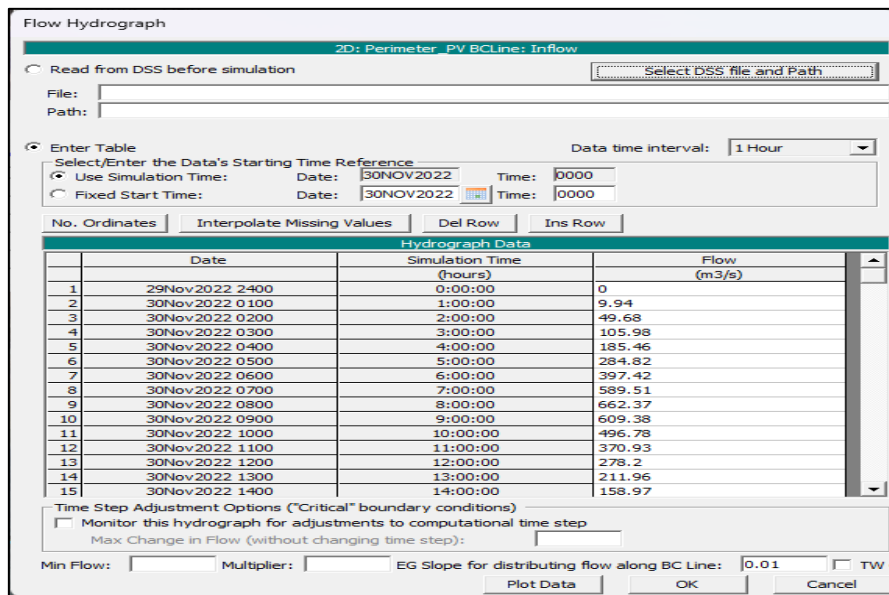 Flow Hydrograph
2D: Perimeter_PV BCLine: Inflow
Read from DSS before simulation Select DSS file and Path
File:
Path:
Enter Table Data time interval: 1 Hour
Select/Enter the Data's Starting Time Reference
Use Simulation Time: Date: 30NOV2022 Time: 0000
Fixed Start Time: Date: 30NOV2022 Time: 0000
No. Ordinates Interpolate Missing Values Del Row Ins Row
Hydrograph Data
Date Simulation Time Flow
(hours) (m3/s)
1 29Nov2022 2400 0:00:00 0
2 30Nov2022 0100 1:00:00 9.94
3 30Nov2022 0200 2:00:00 49.68
4 30Nov2022 0300 3:00:00 105.98
5 30Nov2022 0400 4:00:00 185.46
6 30Nov2022 0500 5:00:00 284.82
7 30Nov2022 0600 6:00:00 397.42
8 30Nov2022 0700 7:00:00 589.51
9 30Nov2022 0800 8:00:00 662.37
10 30Nov2022 0900 9:00:00 609.38
11 30Nov2022 1000 10:00:00 496.78
12 30Nov2022 1100 11:00:00 370.93
13 30Nov2022 1200 12:00:00 278.2
14 30Nov2022 1300 13:00:00 211.96
15 30Nov2022 1400 14:00:00 158.97
Time Step Adjustment Options ("Critical" boundary conditions)
Monitor this hydrograph for adjustments to computational time step
Max Change in Flow (without changing time step):
Min Flow: Multiplier: EG Slope for distributing flow along BC Line: 0.01 TW
Plot Data OK Cancel